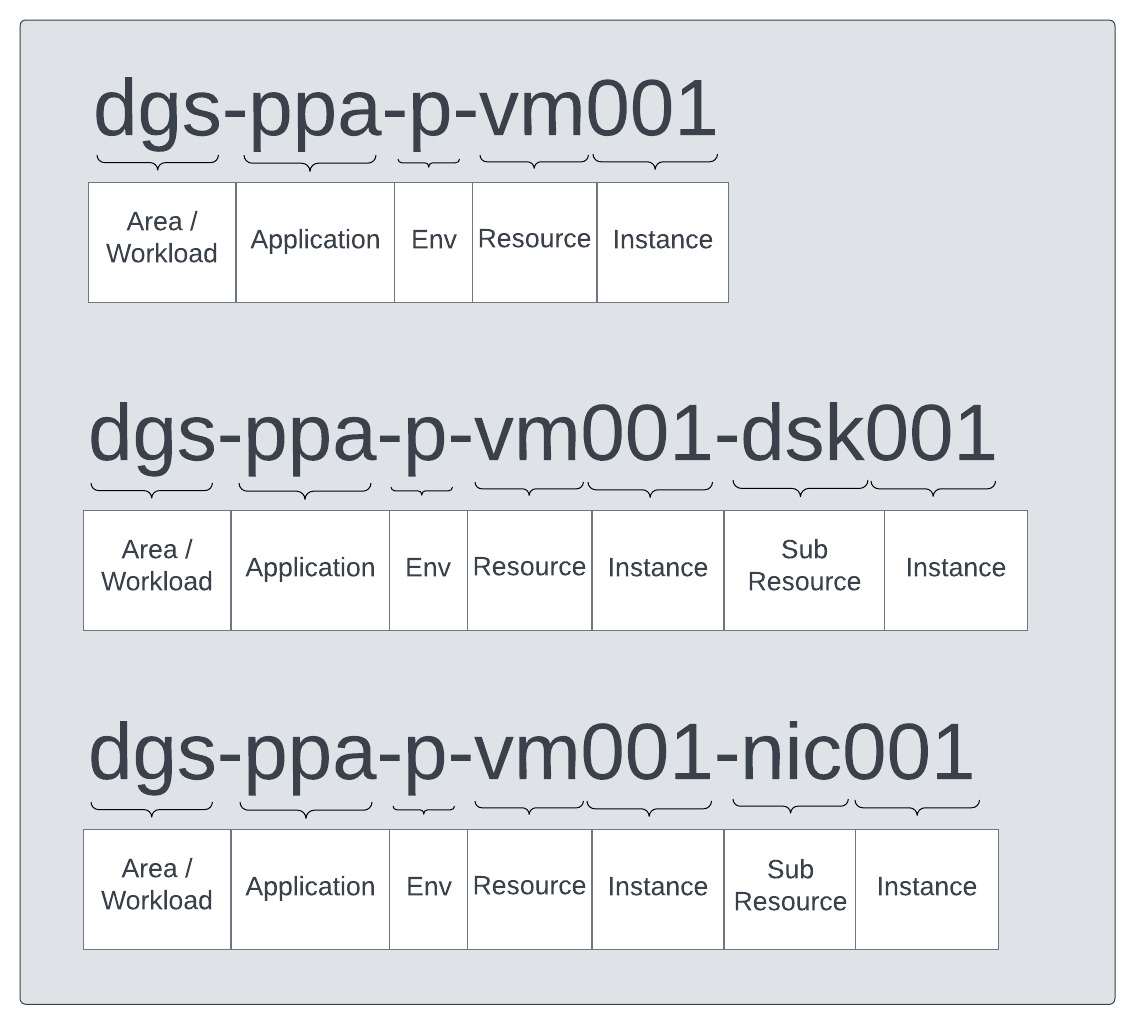 dgs-ppa-p-vm001
Area /
Workload
Application
Env
Resource
Instance
dgs-ppa-p-vm001-dsk001
Area /
Workload
Application
Env
Resource
Instance
Sub
Resource
Instance
dgs-ppa-p-vm001-nic001
Area /
Workload
Application
Env
Resource
Instance
Sub
Resource
Instance